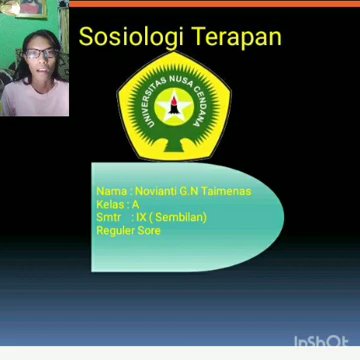 Sosiologi Terapan
UNIVERSITAS NUSA CENDANA
Nama : Novianti G.N Taimenas
Kelas : A
Smtr : IX ( Sembilan)
Reguler Sore
InShOt